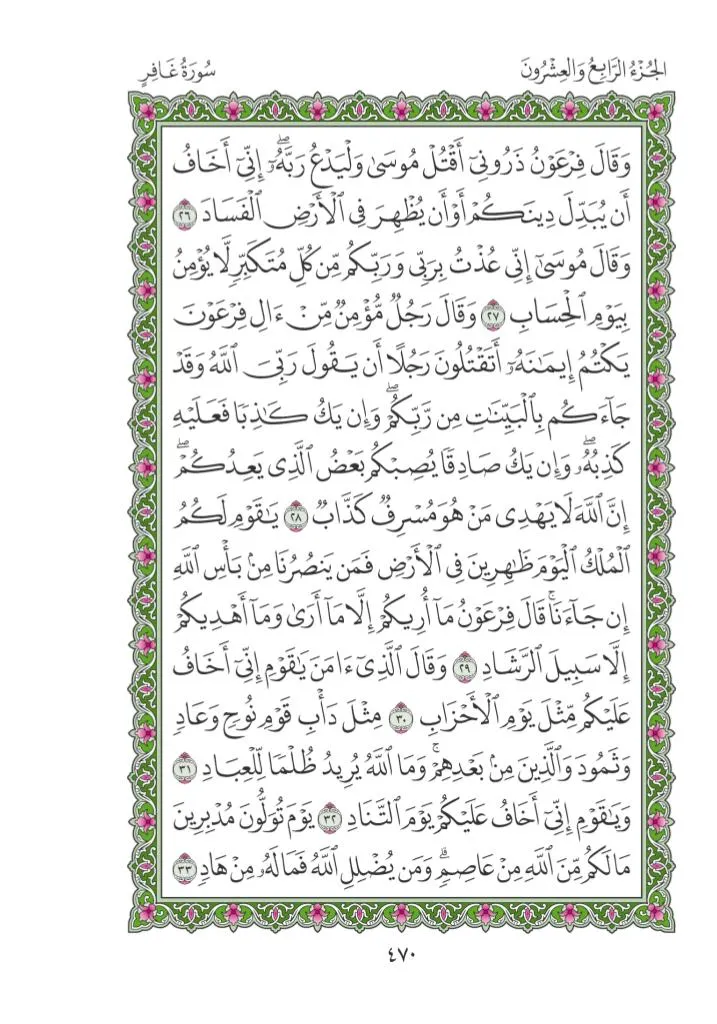 الجُزْءُ الرَّابِعُ وَالعِشْرُونَ
سُورَةُ غَافِرٍ
وَقَالَ فِرْعَوْنُ ذَرُونِيٓ أَقْتُلْ مُوسَىٰ وَلْيَدْعُ رَبَّهُۥٓۖ إِنِّيٓ أَخَافُ
أَن يُبَدِّلَ دِينَكُمْ أَوْ أَن يُظْهِرَ فِي ٱلْأَرْضِ ٱلْفَسَادَ ٢٦
وَقَالَ مُوسَىٰٓ إِنِّي عُذْتُ بِرَبِّي وَرَبِّكُم مِّن كُلِّ مُتَكَبِّرٍ لَّا يُؤْمِنُ
بِيَوْمِ ٱلْحِسَابِ ٢٧ وَقَالَ رَجُلٌ مُّؤْمِنٌ مِّنْ ءَالِ فِرْعَوْنَ
يَكْتُمُ إِيمَٰنَهُۥٓ أَتَقْتُلُونَ رَجُلًا أَن يَقُولَ رَبِّيَ ٱللَّهُ وَقَدْ
جَآءَكُم بِٱلْبَيِّنَٰتِ مِن رَّبِّكُمْۖ وَإِن يَكُ كَٰذِبًا فَعَلَيْهِ
كَذِبُهُۥۖ وَإِن يَكُ صَادِقًا يُصِبْكُم بَعْضُ ٱلَّذِي يَعِدُكُمْۖ
إِنَّ ٱللَّهَ لَا يَهْدِي مَنْ هُوَ مُسْرِفٌ كَذَّابٌ ٢٨ يَٰقَوْمِ لَكُمُ
ٱلْمُلْكُ ٱلْيَوْمَ ظَٰهِرِينَ فِي ٱلْأَرْضِ فَمَن يَنصُرُنَا مِنۢ بَأْسِ ٱللَّهِ
إِن جَآءَنَاۚ قَالَ فِرْعَوْنُ مَآ أُرِيكُمْ إِلَّا مَآ أَرَىٰ وَمَآ أَهْدِيكُمْ
إِلَّا سَبِيلَ ٱلرَّشَادِ ٢٩ وَقَالَ ٱلَّذِيٓ ءَامَنَ يَٰقَوْمِ إِنِّيٓ أَخَافُ
عَلَيْكُم مِّثْلَ يَوْمِ ٱلْأَحْزَابِ ٣٠ مِثْلَ دَأْبِ قَوْمِ نُوحٍ وَعَادٍ
وَثَمُودَ وَٱلَّذِينَ مِنۢ بَعْدِهِمْۚ وَمَا ٱللَّهُ يُرِيدُ ظُلْمًا لِّلْعِبَادِ ٣١
وَيَٰقَوْمِ إِنِّيٓ أَخَافُ عَلَيْكُمْ يَوْمَ ٱلتَّنَادِ ٣٢ يَوْمَ تُوَلُّونَ مُدْبِرِينَ
مَا لَكُم مِّنَ ٱللَّهِ مِنْ عَاصِمٍۗ وَمَن يُضْلِلِ ٱللَّهُ فَمَا لَهُۥ مِنْ هَادٍ ٣٣
٤٧٠